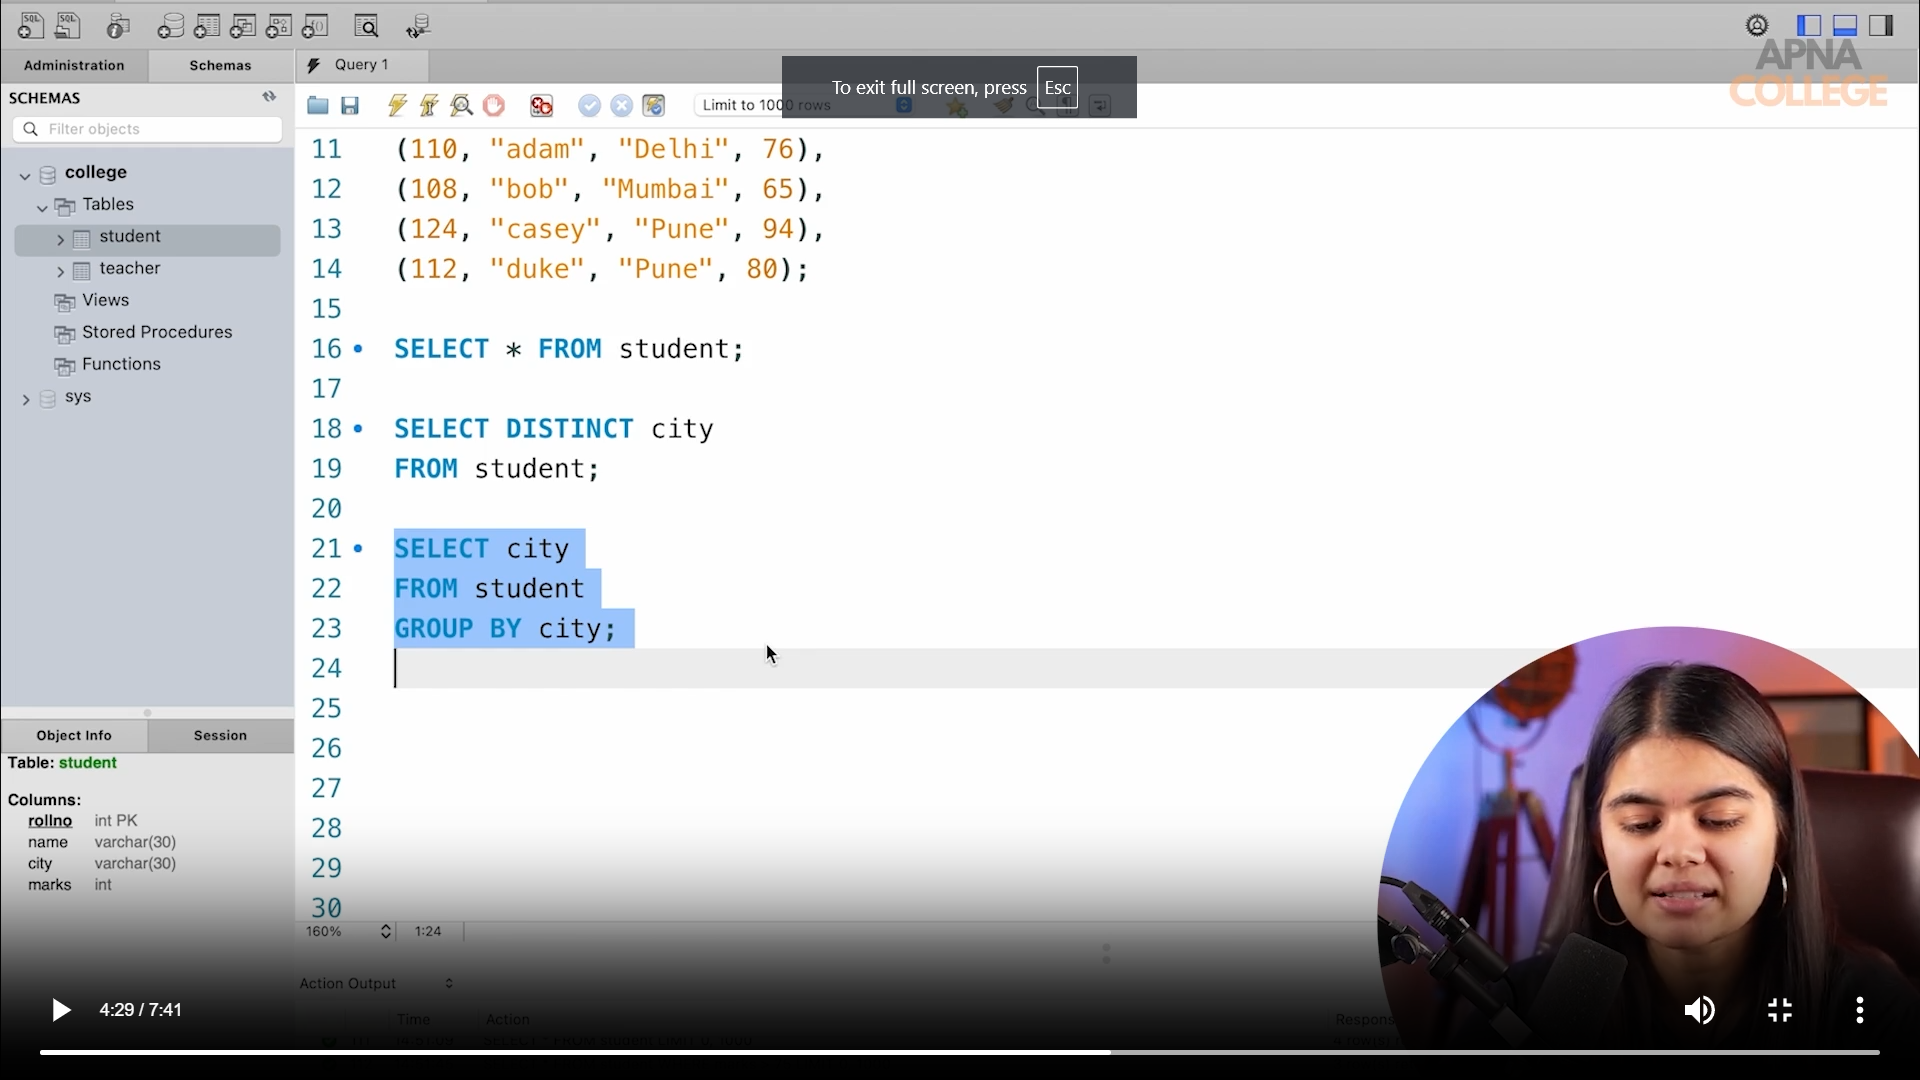 Administration
Schemas
Query 1
APNA
COLLEGE
SCHEMAS
To exit full screen, press Esc
Filter objects
Limit to 1000 rows
college
Tables
student
teacher
Views
Stored Procedures
Functions
sys
11 (110, "adam", "Delhi", 76),
12 (108, "bob", "Mumbai", 65),
13 (124, "casey", "Pune", 94),
14 (112, "duke", "Pune", 80);
15
16 SELECT * FROM student;
17
18 SELECT DISTINCT city
19 FROM student;
20
21 SELECT city
22 FROM student
23 GROUP BY city;
24
25
26
27
28
29
30
Object Info
Session
Table: student
Columns:
rollno int PK
name varchar(30)
city varchar(30)
marks int
160%
1:24
Action Output
Time
Action
4:29 / 7:41